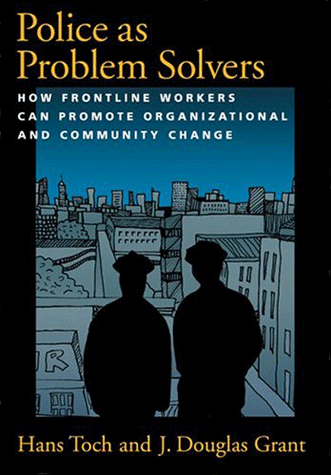 Police as
Problem Solvers
HOW FRONTLINE WORKERS
CAN PROMOTE ORGANIZATIONAL
AND COMMUNITY CHANGE
Hans Toch and J. Douglas Grant